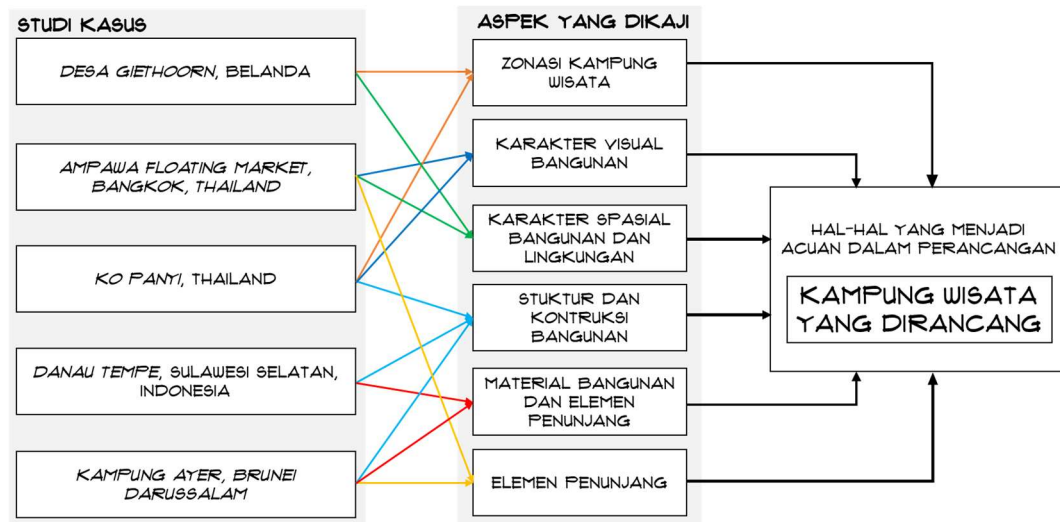 STUDI KASUS
DESA GIETHOORN, BELANDA
AMPAWA FLOATING MARKET,
BANGKOK, THAILAND
KO PANYI, THAILAND
DANAU TEMPE, SULAWESI SELATAN,
INDONESIA
KAMPUNG AYER, BRUNEI
DARUSSALAM
ASPEK YANG DIKAJI
ZONASI KAMPUNG
WISATA
KARAKTER VISUAL
BANGUNAN
KARAKTER SPASIAL
BANGUNAN DAN
LINGKUNGAN
STUKTUR DAN
KONTRUKSI
BANGUNAN
MATERIAL BANGUNAN
DAN ELEMEN
PENUNJANG
ELEMEN PENUNJANG
HAL-HAL YANG MENJADI
ACUAN DALAM PERANCANGAN
KAMPUNG WISATA
YANG DIRANCANG